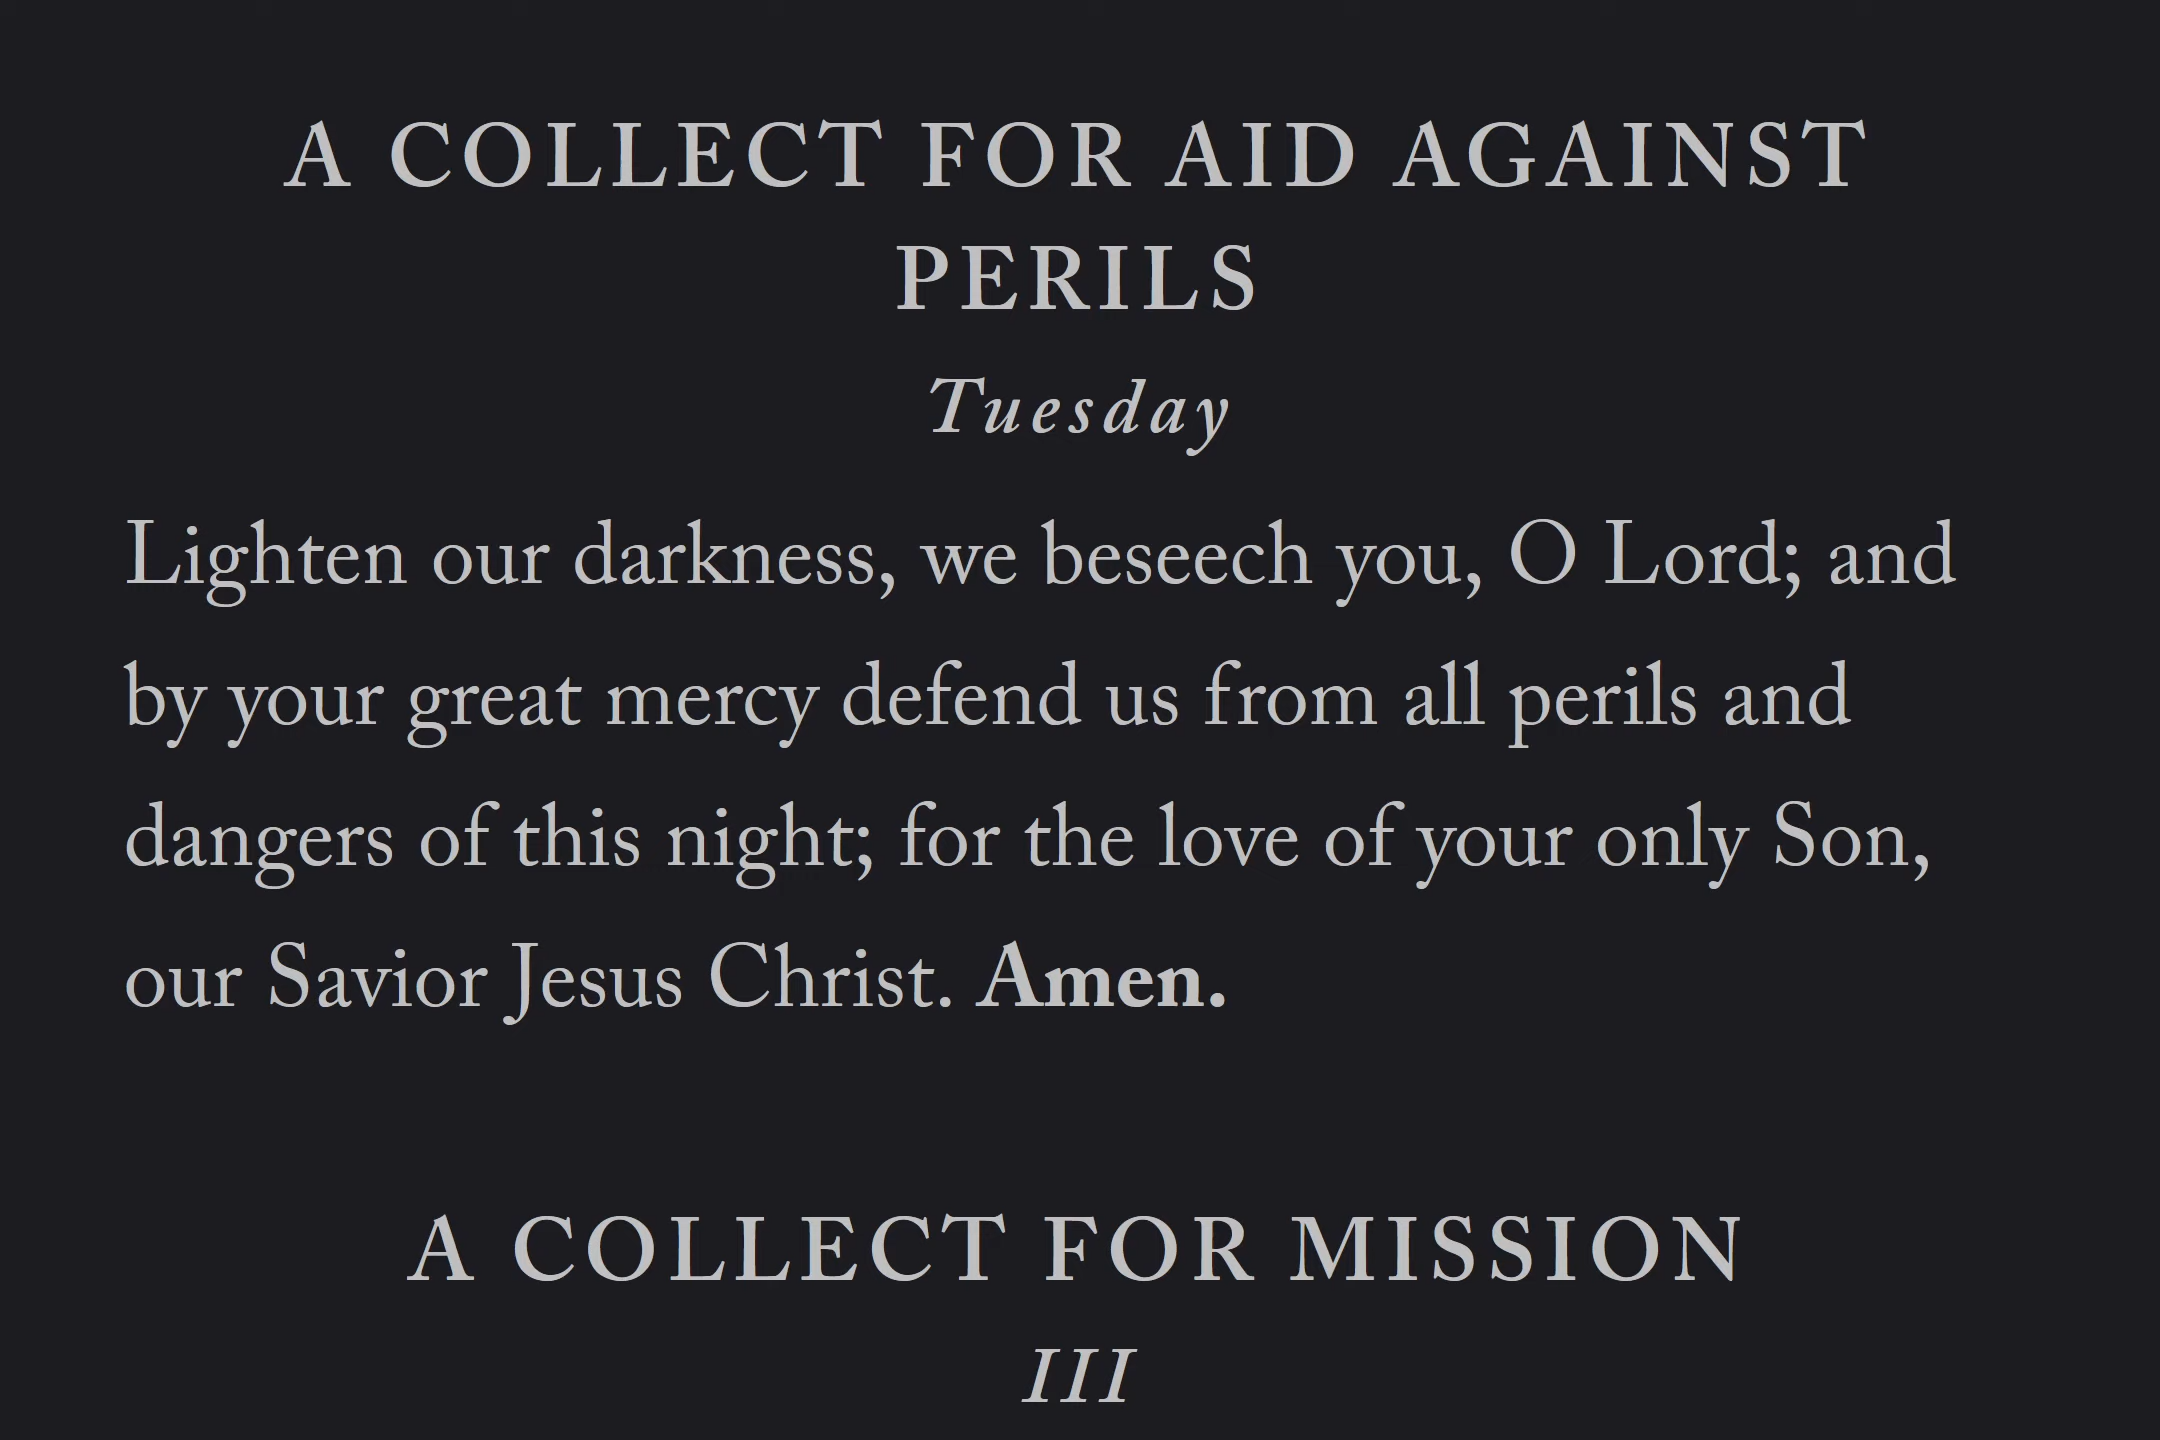 A COLLECT FOR AID AGAINST
PERILS
Tuesday
Lighten our darkness, we beseech you, O Lord; and
by your great mercy defend us from all perils and
dangers of this night; for the love of your only Son,
our Savior Jesus Christ. Amen.
A COLLECT FOR MISSION
III